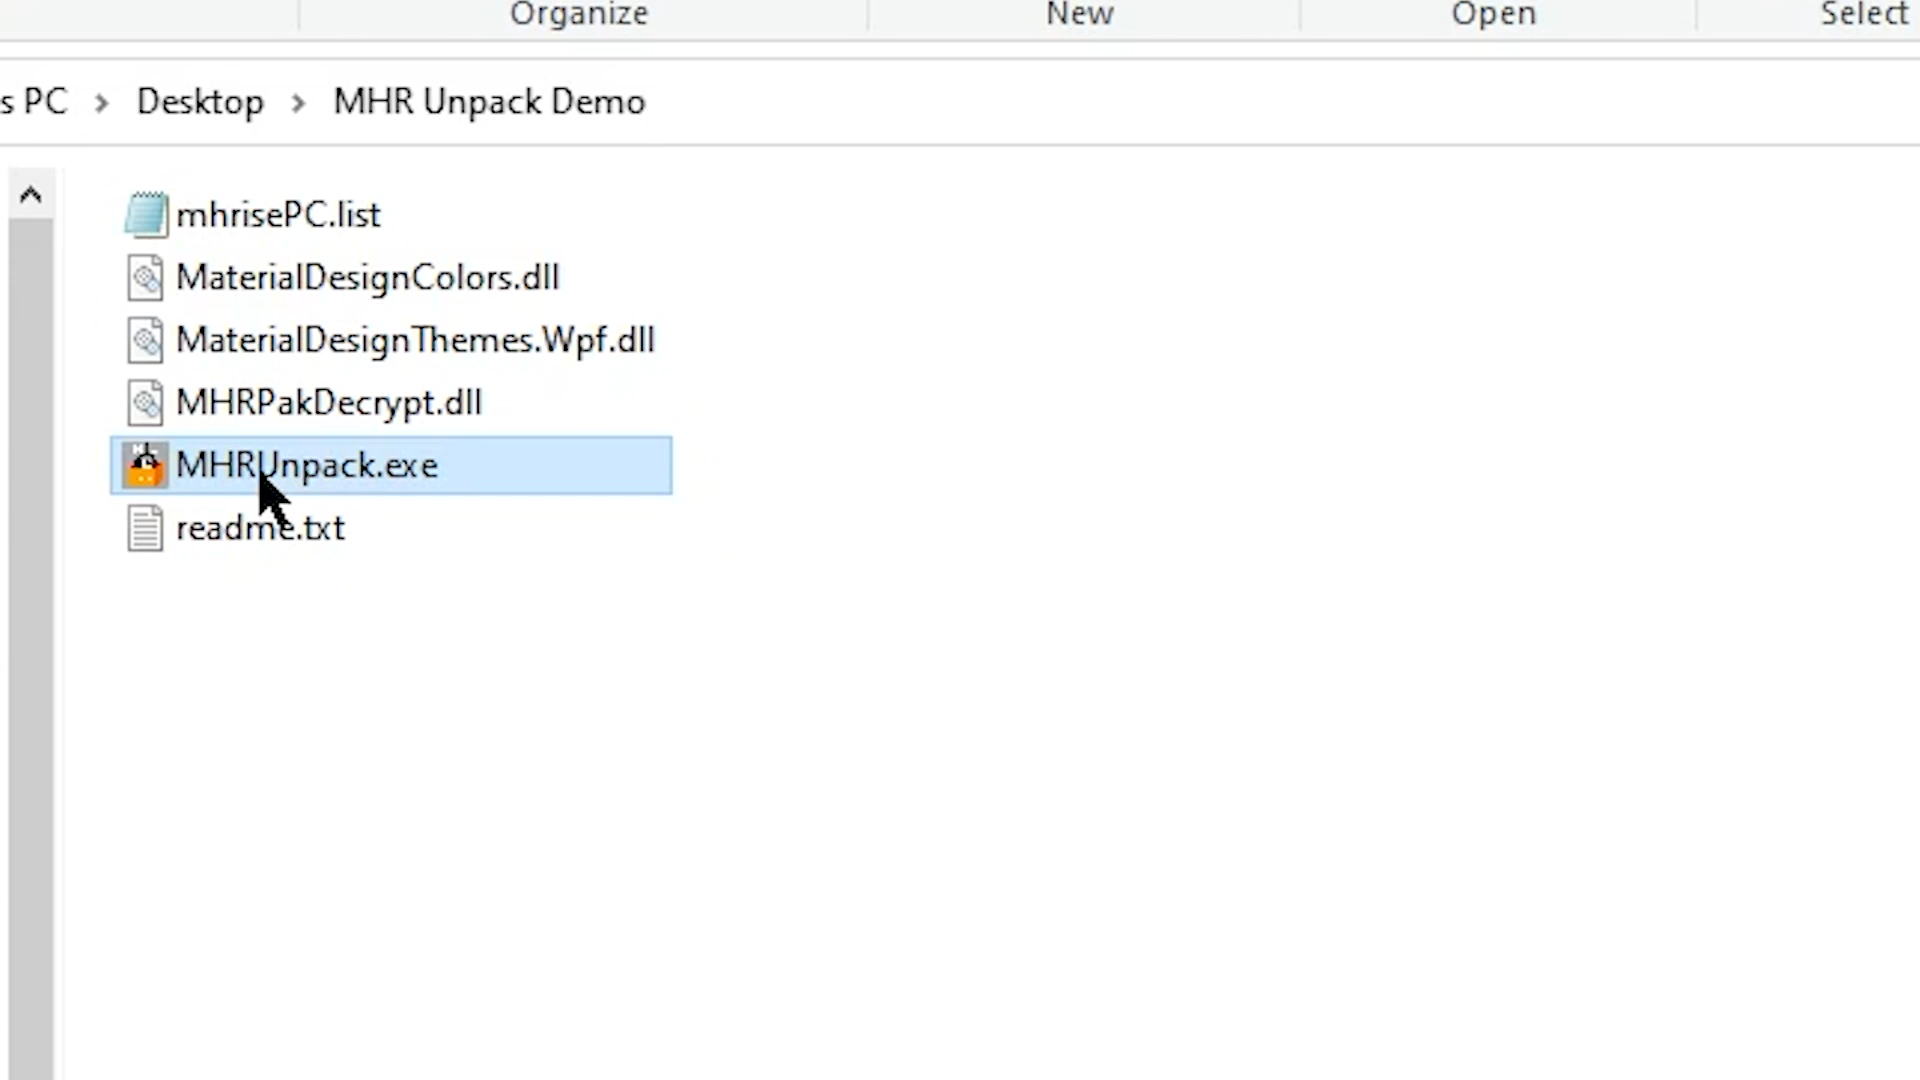 Organize New Open Select
s PC > Desktop > MHR Unpack Demo
mhrisePC.list
MaterialDesignColors.dll
MaterialDesignThemes.Wpf.dll
MHRPakDecrypt.dll
MHRUnpack.exe
readme.txt